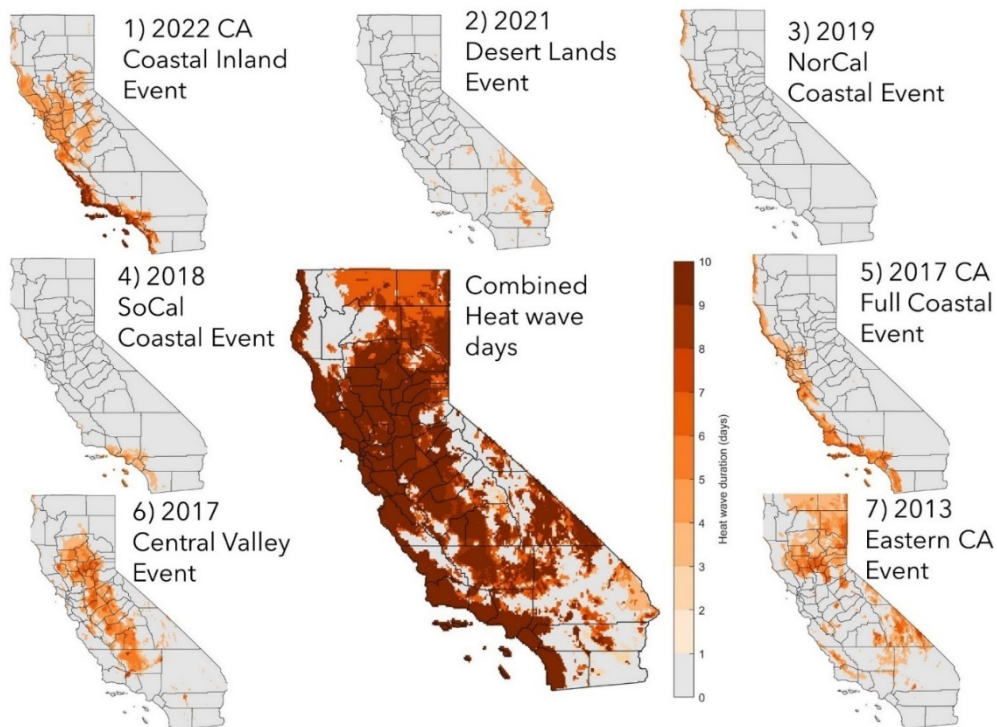 1) 2022 CA
Coastal Inland
Event
2) 2021
Desert Lands
Event
3) 2019
NorCal
Coastal Event
4) 2018
SoCal
Coastal Event
Combined
Heat wave
days
10
9
8
7
6
5
4
3
2
1
0
Heat wave duration (days)
5) 2017 CA
Full Coastal
Event
6) 2017
Central Valley
Event
7) 2013
Eastern CA
Event